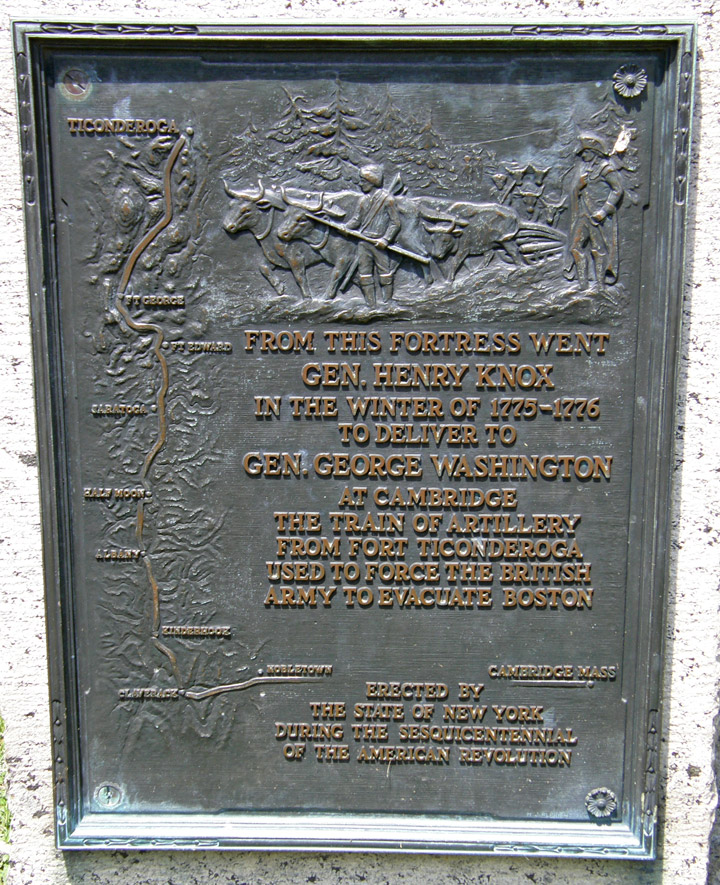 TICONDEROGA
FT GEORGE
FT EDWARD
SARATOGA
HALF MOON
ALBANY
KINDERHOOK
CLAVERACK
NOBLETOWN
CAMBRIDGE MASS
FROM THIS FORTRESS WENT
GEN. HENRY KNOX
IN THE WINTER OF 1775-1776
TO DELIVER TO
GEN. GEORGE WASHINGTON
AT CAMBRIDGE
THE TRAIN OF ARTILLERY
FROM FORT TICONDEROGA
USED TO FORCE THE BRITISH
ARMY TO EVACUATE BOSTON
ERECTED BY
THE STATE OF NEW YORK
DURING THE SESQUICENTENNIAL
OF THE AMERICAN REVOLUTION